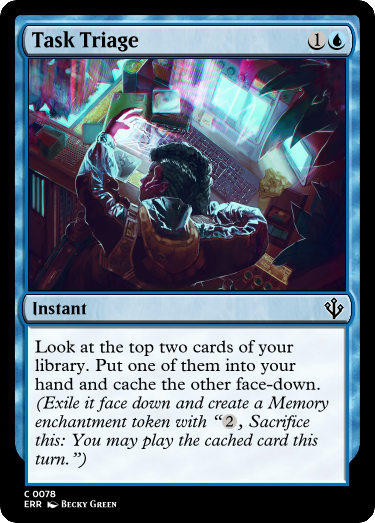 Task Triage 1
Instant
Look at the top two cards of your
library. Put one of them into your
hand and cache the other face-down.
(Exile it face down and create a Memory
enchantment token with “2, Sacrifice
this: You may play the cached card this
turn.”)
C 0078
ERR Becky Green